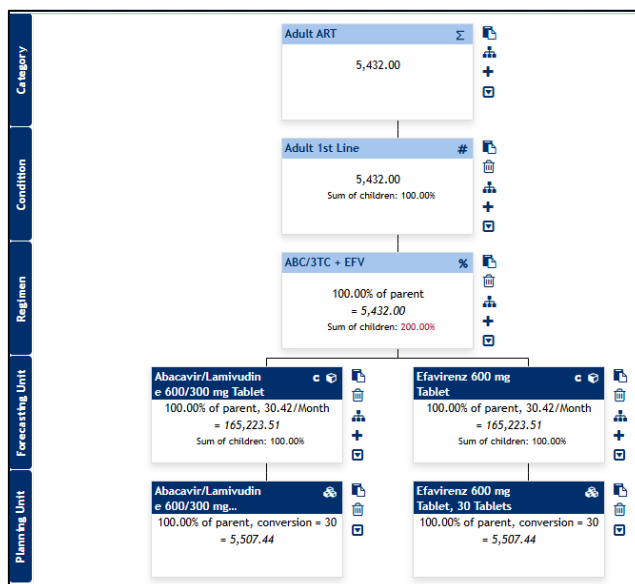 Category
Adult ART Σ
5,432.00
Condition
Adult 1st Line #
5,432.00
Sum of children: 100.00%
Regimen
ABC/3TC + EFV %
100.00% of parent
= 5,432.00
Sum of children: 200.00%
Forecasting Unit
Abacavir/Lamivudin C
e 600/300 mg Tablet
100.00% of parent, 30.42/Month
= 165,223.51
Sum of children: 100.00%
Efavirenz 600 mg C
Tablet
100.00% of parent, 30.42/Month
= 165,223.51
Sum of children: 100.00%
Planning Unit
Abacavir/Lamivudin
e 600/300 mg...
100.00% of parent, conversion = 30
= 5,507.44
Efavirenz 600 mg
Tablet, 30 Tablets
100.00% of parent, conversion = 30
= 5,507.44